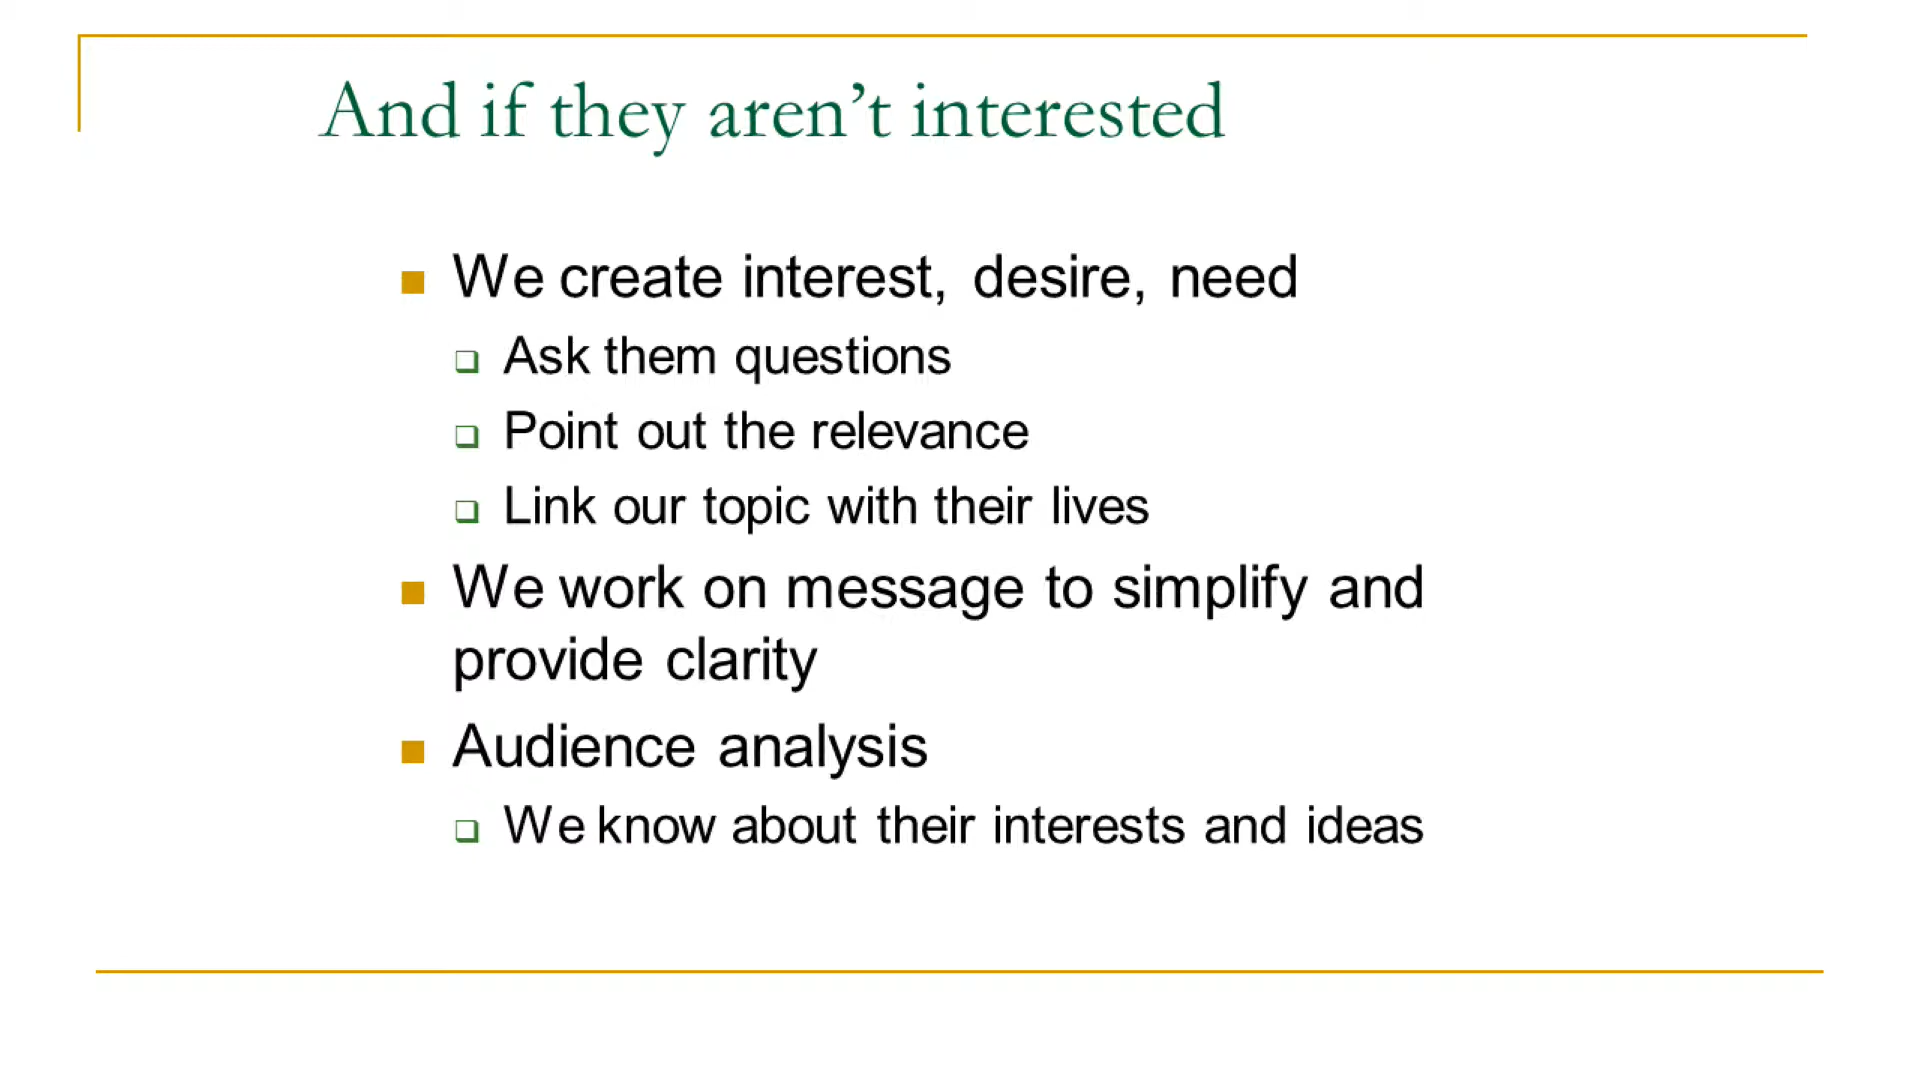 And if they aren’t interested
We create interest, desire, need
Ask them questions
Point out the relevance
Link our topic with their lives
We work on message to simplify and
provide clarity
Audience analysis
We know about their interests and ideas